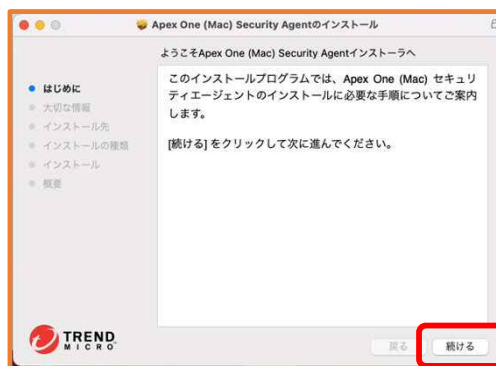 Apex One (Mac) Security Agentのインストール
ようこそApex One (Mac) Security Agentインストーラへ
はじめに
大切な情報
インストール先
インストールの種類
インストール
概要
このインストールプログラムでは、Apex One (Mac) セキュリ
ティエージェントのインストールに必要な手順についてご案内
します。
[続ける] をクリックして次に進んでください。
TREND
MICRO
戻る
続ける